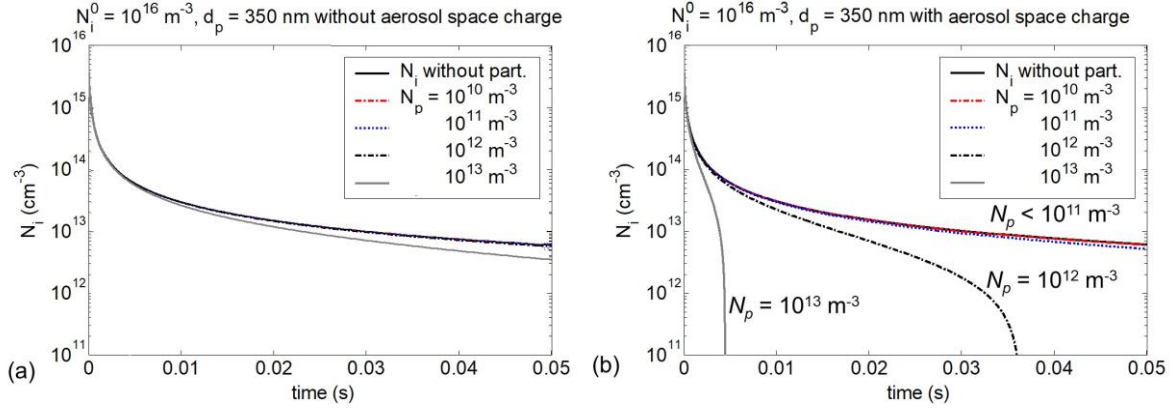 N_i^0 = 10^16 m^-3, d_p = 350 nm without aerosol space charge
10^16
10^15
10^14
10^13
10^12
10^11
N_i (cm^-3)
N_i without part.
N_p = 10^10 m^-3
10^11 m^-3
10^12 m^-3
10^13 m^-3
0 0.01 0.02 0.03 0.04 0.05
time (s)
(a)
N_i^0 = 10^16 m^-3, d_p = 350 nm with aerosol space charge
10^16
10^15
10^14
10^13
10^12
10^11
N_i (cm^-3)
N_i without part.
N_p = 10^10 m^-3
10^11 m^-3
10^12 m^-3
10^13 m^-3
N_p < 10^11 m^-3
N_p = 10^12 m^-3
N_p = 10^13 m^-3
0 0.01 0.02 0.03 0.04 0.05
time (s)
(b)